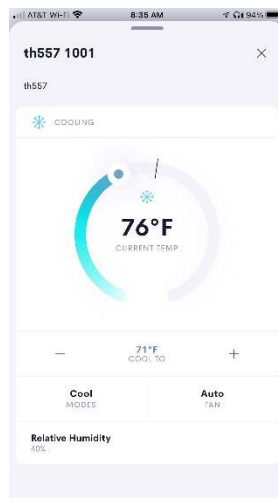 AT&T Wi-Fi 8:35 AM 94%
th557 1001
th557
COOLING
76°F
CURRENT TEMP
71°F
COOL TO
Cool Auto
MODES FAN
Relative Humidity
40%